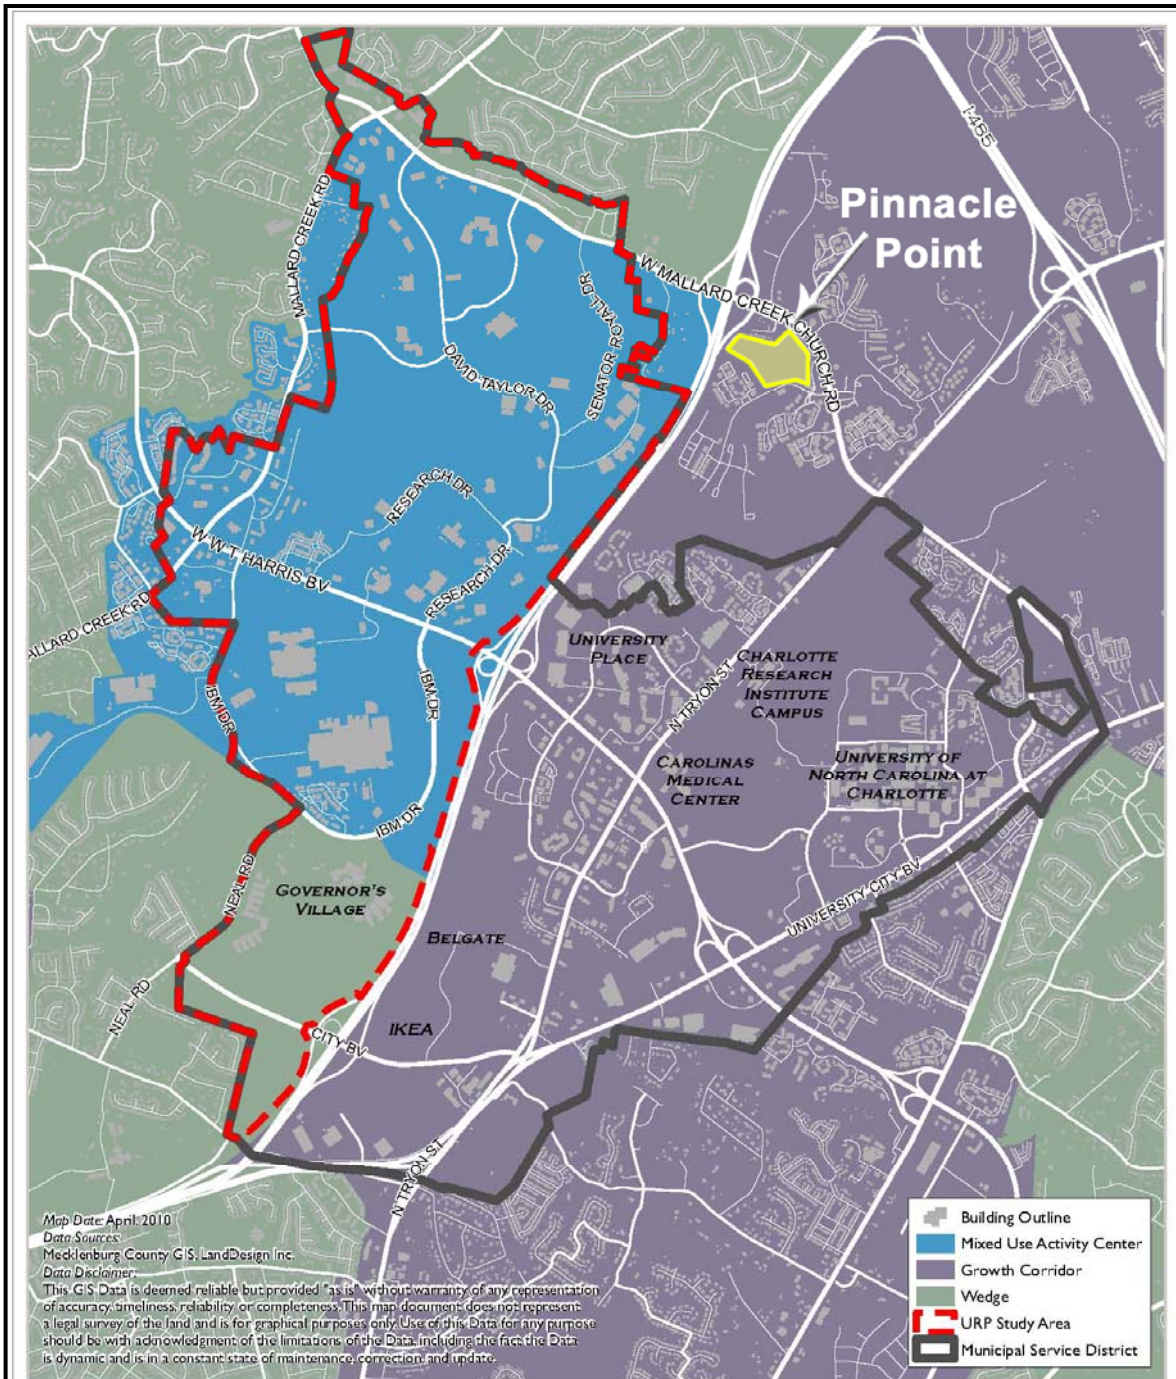 I-485
Pinnacle
Point
MALLARD CREEK RD
W MALLARD CREEK CHURCH RD
SENATOR ROYALL DR
DAVID TAYLOR DR
RESEARCH DR
W W T HARRIS BV
RESEARCH DR
ALLARD CREEK RD
UNIVERSITY
PLACE
N TRYON ST
CHARLOTTE
RESEARCH
INSTITUTE
CAMPUS
IBM DR
IBM DR
CAROLINAS
MEDICAL
CENTER
UNIVERSITY OF
NORTH CAROLINA AT
CHARLOTTE
IBM DR
NEAL RD
GOVERNOR'S
VILLAGE
UNIVERSITY CITY BV
BELGATE
NEAL RD
CITY BV
IKEA
N TRYON ST
Map Date: April, 2010
Data Sources:
Mecklenburg County GIS, LandDesign Inc.
Data Disclaimer:
This GIS Data is deemed reliable but provided "as is" without warranty of any representation
of accuracy, timeliness, reliability or completeness. This map document does not represent
a legal survey of the land and is for graphical purposes only. Use of this Data for any purpose
should be with acknowledgment of the limitations of the Data, including the fact the Data
is dynamic and is in a constant state of maintenance, correction, and update.
Building Outline
Mixed Use Activity Center
Growth Corridor
Wedge
URP Study Area
Municipal Service District